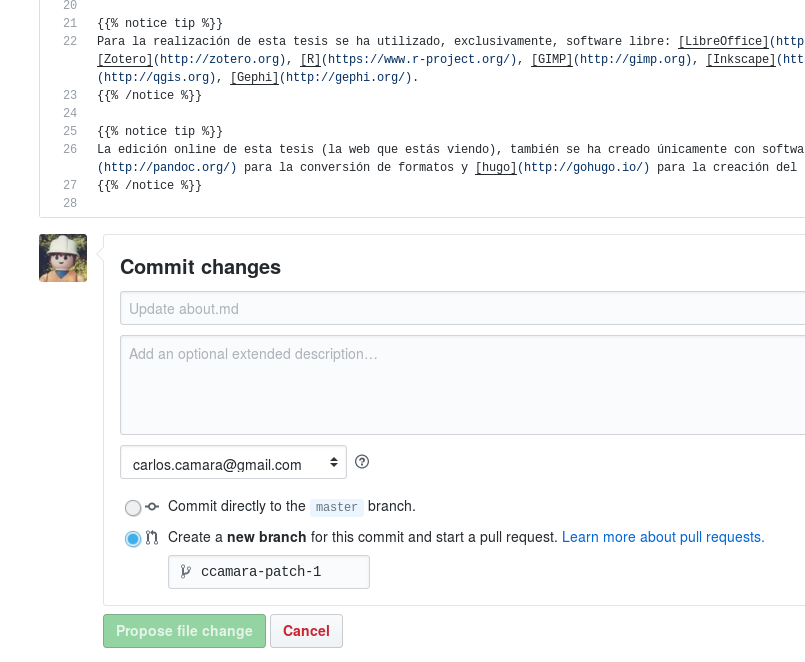 20
21 {{% notice tip %}}
22 Para la realización de esta tesis se ha utilizado, exclusivamente, software libre: [LibreOffice](http
[Zotero](http://zotero.org), [R](https://www.r-project.org/), [GIMP](http://gimp.org), [Inkscape](htt
(http://qgis.org), [Gephi](http://gephi.org/).
23 {{% /notice %}}
24
25 {{% notice tip %}}
26 La edición online de esta tesis (la web que estás viendo), también se ha creado únicamente con softwa
(http://pandoc.org/) para la conversión de formatos y [hugo](http://gohugo.io/) para la creación del
27 {{% /notice %}}
28
Commit changes
Update about.md
Add an optional extended description…
carlos.camara@gmail.com
Commit directly to the master branch.
Create a new branch for this commit and start a pull request. Learn more about pull requests.
ccamara-patch-1
Propose file change Cancel